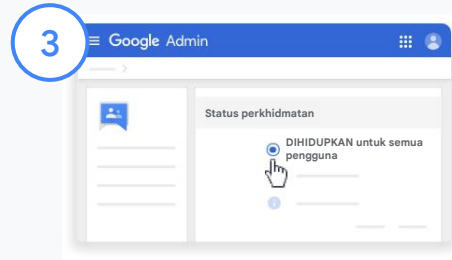 3
Google Admin
Status perkhidmatan
DIHIDUPKAN untuk semua
pengguna